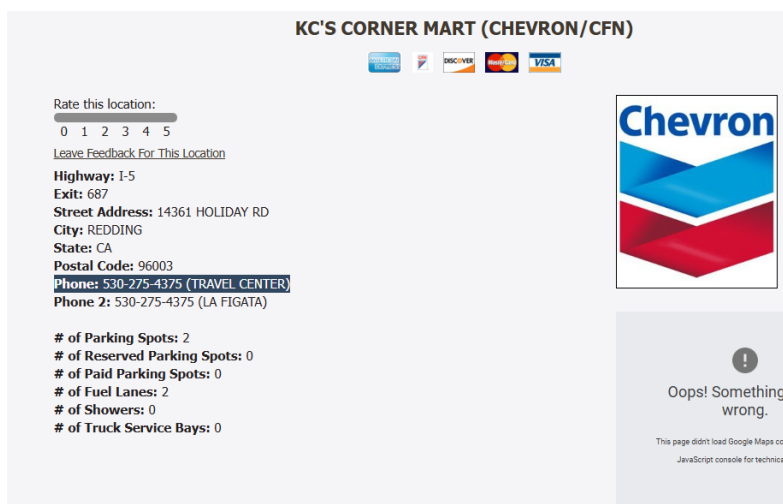 KC'S CORNER MART (CHEVRON/CFN)
DISCOVER MasterCard VISA
Rate this location:
0 1 2 3 4 5
Leave Feedback For This Location
Highway: I-5
Exit: 687
Street Address: 14361 HOLIDAY RD
City: REDDING
State: CA
Postal Code: 96003
Phone: 530-275-4375 (TRAVEL CENTER)
Phone 2: 530-275-4375 (LA FIGATA)
# of Parking Spots: 2
# of Reserved Parking Spots: 0
# of Paid Parking Spots: 0
# of Fuel Lanes: 2
# of Showers: 0
# of Truck Service Bays: 0
Chevron
Oops! Something
wrong.
This page didn't load Google Maps co
JavaScript console for technica